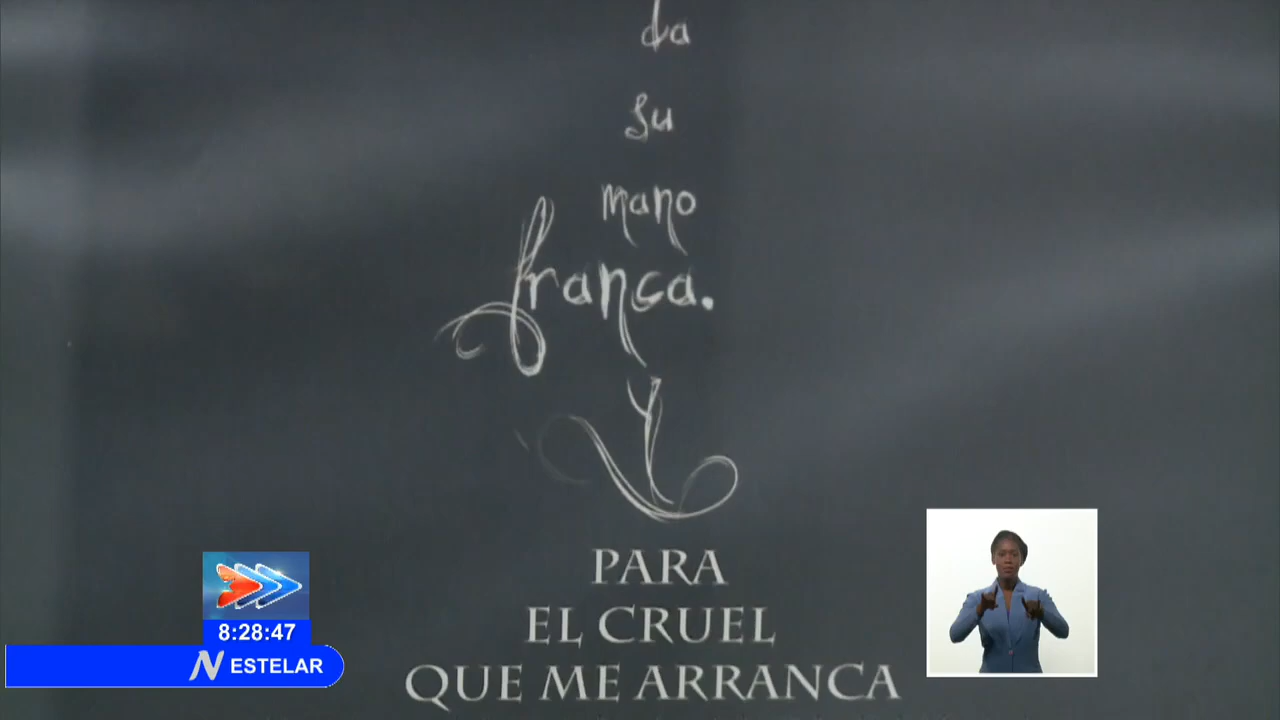 da
su
mano
franca.
Y
PARA
EL CRUEL
QUE ME ARRANCA
8:28:47
N ESTELAR